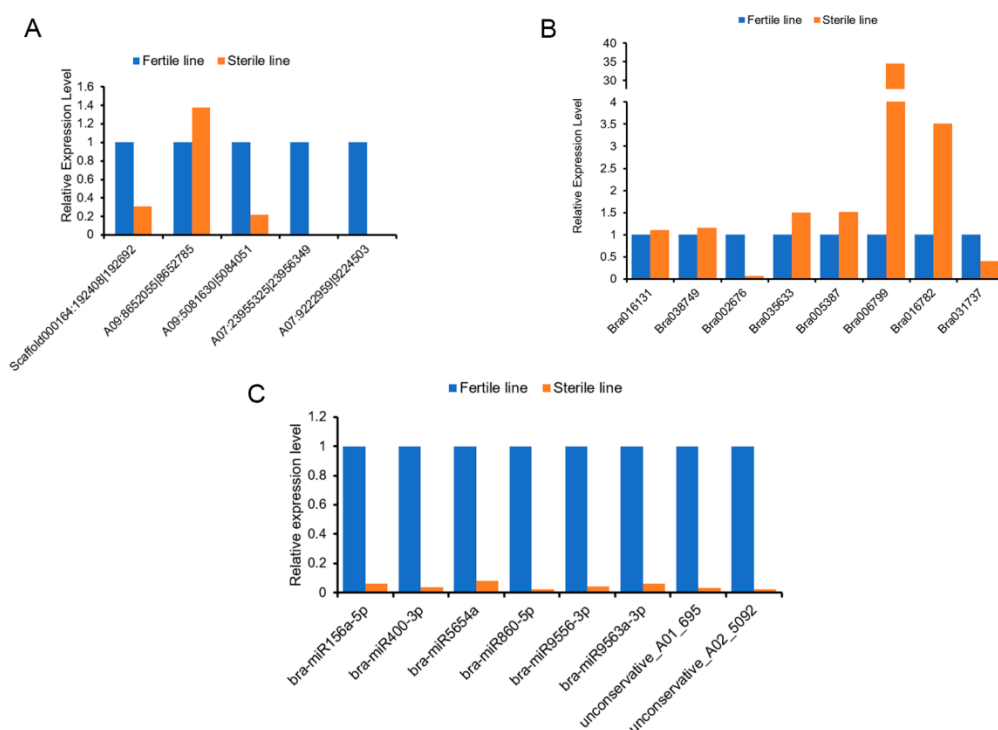 A
Fertile line Sterile line
Relative Expression Level
1.6
1.4
1.2
1
0.8
0.6
0.4
0.2
0
Scaffold000164:192408|192692
A09:8652055|8652785
A09:5081630|5084051
A07:23955325|23956349
A07:9222959|9224503
B
Fertile line Sterile line
Relative Expression Level
40
35
30
25
4
3.5
3
2.5
2
1.5
1
0.5
0
Bra016131
Bra038749
Bra002676
Bra035633
Bra005387
Bra006799
Bra016782
Bra031737
C
Fertile line Sterile line
Relative expression level
1.2
1
0.8
0.6
0.4
0.2
0
bra-miR156a-5p
bra-miR400-3p
bra-miR5654a
bra-miR860-5p
bra-miR9556-3p
bra-miR9563a-3p
unconservative_A01_695
unconservative_A02_5092